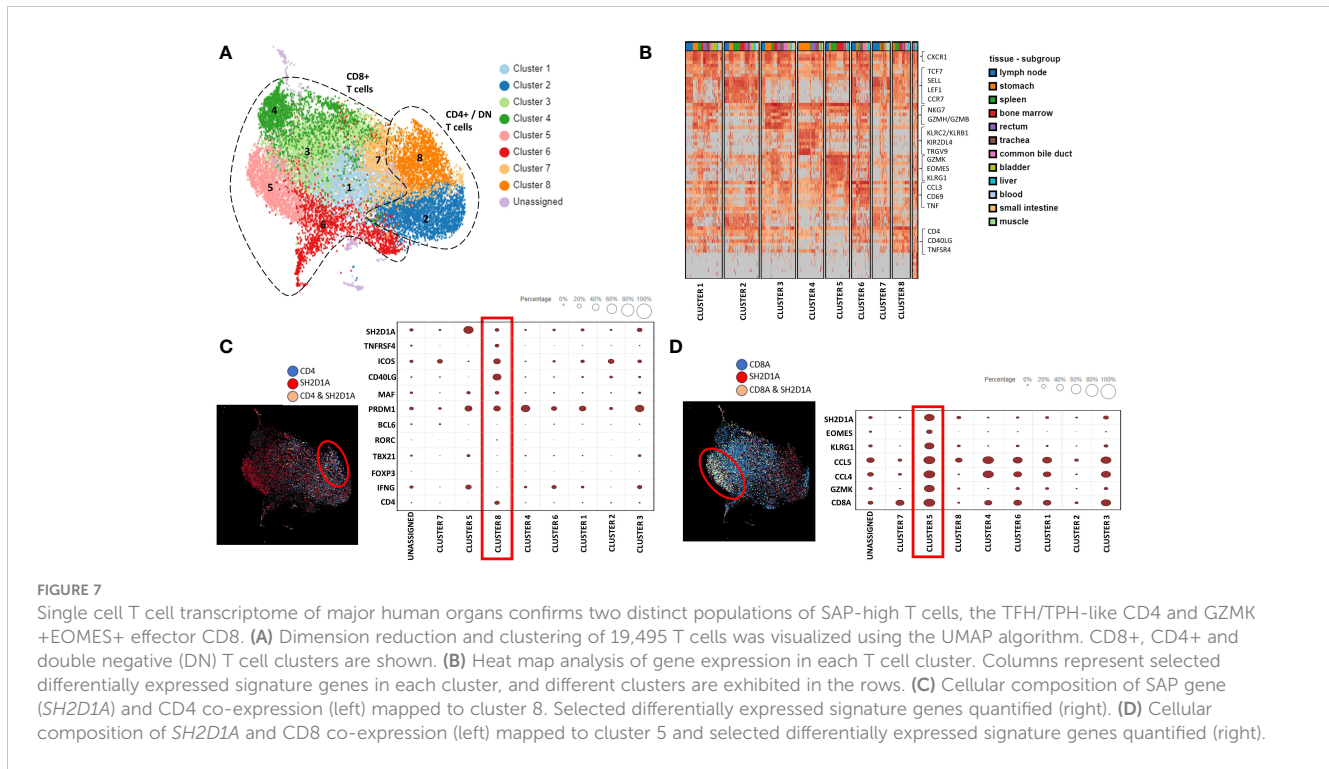 A
CD8+
T cells
CD4+ / DN
T cells
4
3
5
1
7
8
2
6
Cluster 1
Cluster 2
Cluster 3
Cluster 4
Cluster 5
Cluster 6
Cluster 7
Cluster 8
Unassigned
B
CXCR1
TCF7
SELL
LEF1
CCR7
NKG7
GZMH/GZMB
KLRC2/KLRB1
KIR2DL4
TRGV9
GZMK
EOMES
KLRG1
CCL3
CD69
TNF
CD4
CD40LG
TNFSR4
CLUSTER 1
CLUSTER 2
CLUSTER 3
CLUSTER 4
CLUSTER 5
CLUSTER 6
CLUSTER 7
CLUSTER 8
tissue - subgroup
lymph node
stomach
spleen
bone marrow
rectum
trachea
common bile duct
bladder
liver
blood
small intestine
muscle
C
CD4
SH2D1A
CD4 & SH2D1A
Percentage 0% 20% 40% 60% 80% 100%
SH2D1A
TNFRSF4
ICOS
CD40LG
MAF
PRDM1
BCL6
RORC
TBX21
FOXP3
IFNG
CD4
UNASSIGNED
CLUSTER 7
CLUSTER 5
CLUSTER 8
CLUSTER 4
CLUSTER 6
CLUSTER 1
CLUSTER 2
CLUSTER 3
D
CD8A
SH2D1A
CD8A & SH2D1A
Percentage 0% 20% 40% 60% 80% 100%
SH2D1A
EOMES
KLRG1
CCL5
CCL4
GZMK
CD8A
UNASSIGNED
CLUSTER 7
CLUSTER 5
CLUSTER 8
CLUSTER 4
CLUSTER 6
CLUSTER 1
CLUSTER 2
CLUSTER 3
FIGURE 7
Single cell T cell transcriptome of major human organs confirms two distinct populations of SAP-high T cells, the TFH/TPH-like CD4 and GZMK
+EOMES+ effector CD8. (A) Dimension reduction and clustering of 19,495 T cells was visualized using the UMAP algorithm. CD8+, CD4+ and
double negative (DN) T cell clusters are shown. (B) Heat map analysis of gene expression in each T cell cluster. Columns represent selected
differentially expressed signature genes in each cluster, and different clusters are exhibited in the rows. (C) Cellular composition of SAP gene
(SH2D1A) and CD4 co-expression (left) mapped to cluster 8. Selected differentially expressed signature genes quantified (right). (D) Cellular
composition of SH2D1A and CD8 co-expression (left) mapped to cluster 5 and selected differentially expressed signature genes quantified (right).